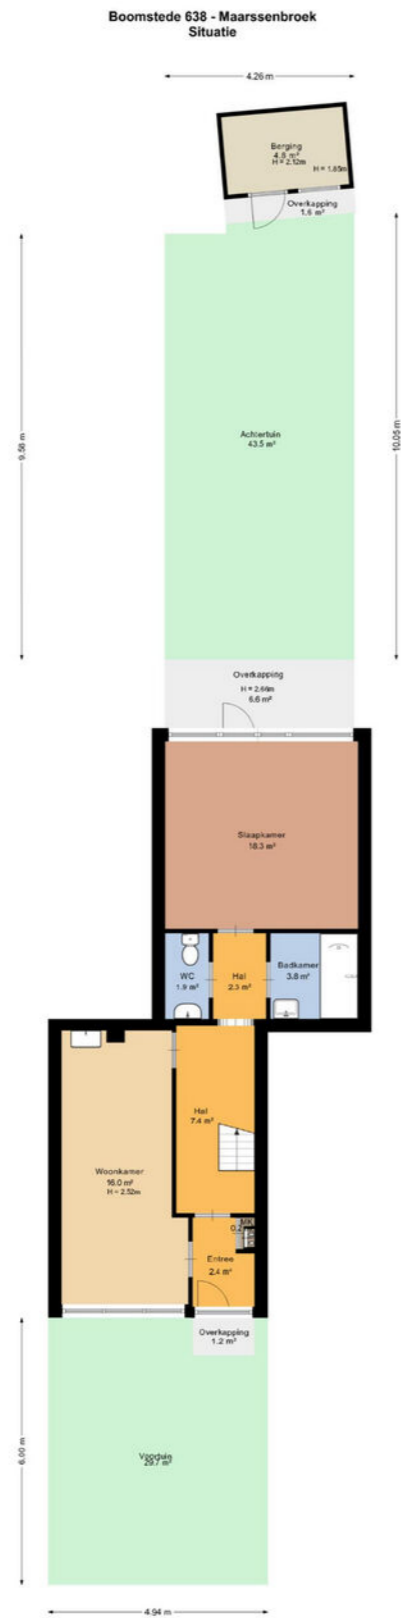 Boomstede 638 - Maarssenbroek
Situatie
4.26 m
Berging
4.8 m²
H = 2.12m
H = 1.85m
Overkapping
1.6 m²
9.56 m
10.05 m
Achtertuin
43.5 m²
Overkapping
H = 2.66m
6.6 m²
Slaapkamer
18.3 m²
WC
1.9 m²
Hal
2.3 m²
Badkamer
3.8 m²
Hal
7.4 m²
Woonkamer
16.0 m²
H = 2.52m
MK
Entree
2.4 m²
Overkapping
1.2 m²
6.00 m
Voortuin
29.7 m²
4.94 m